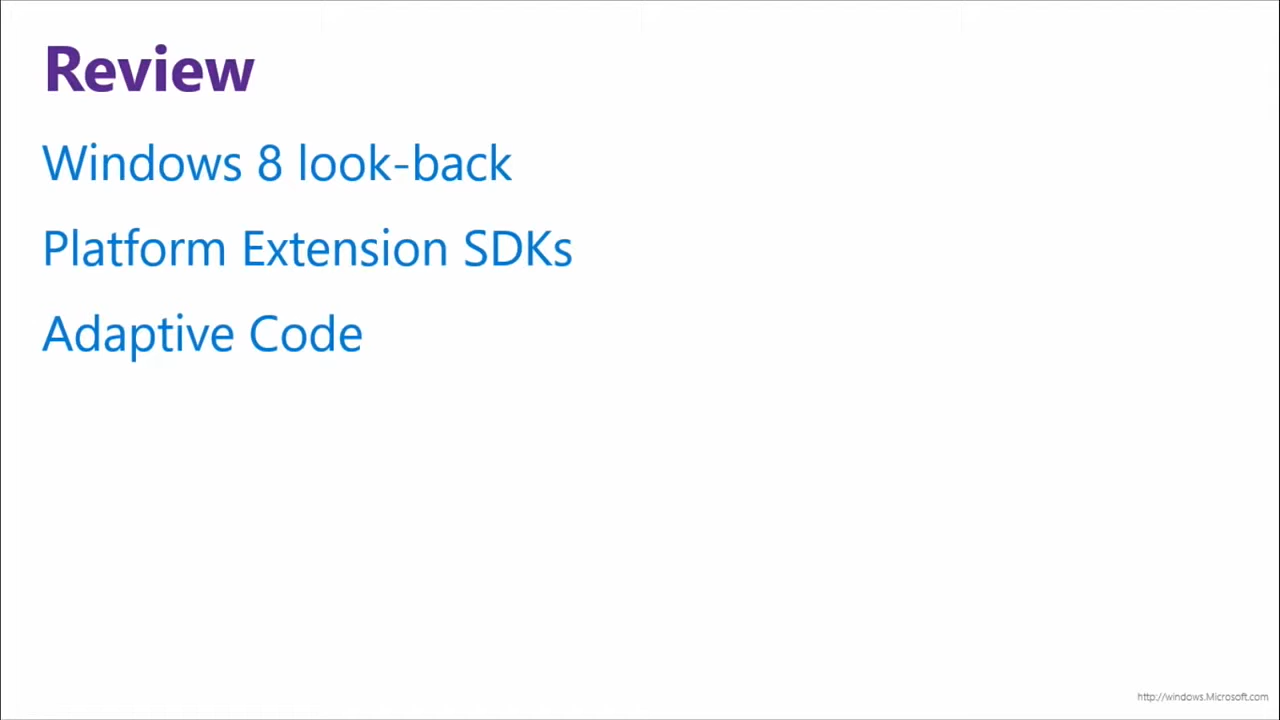 Review
Windows 8 look-back
Platform Extension SDKs
Adaptive Code
http://windows.Microsoft.com